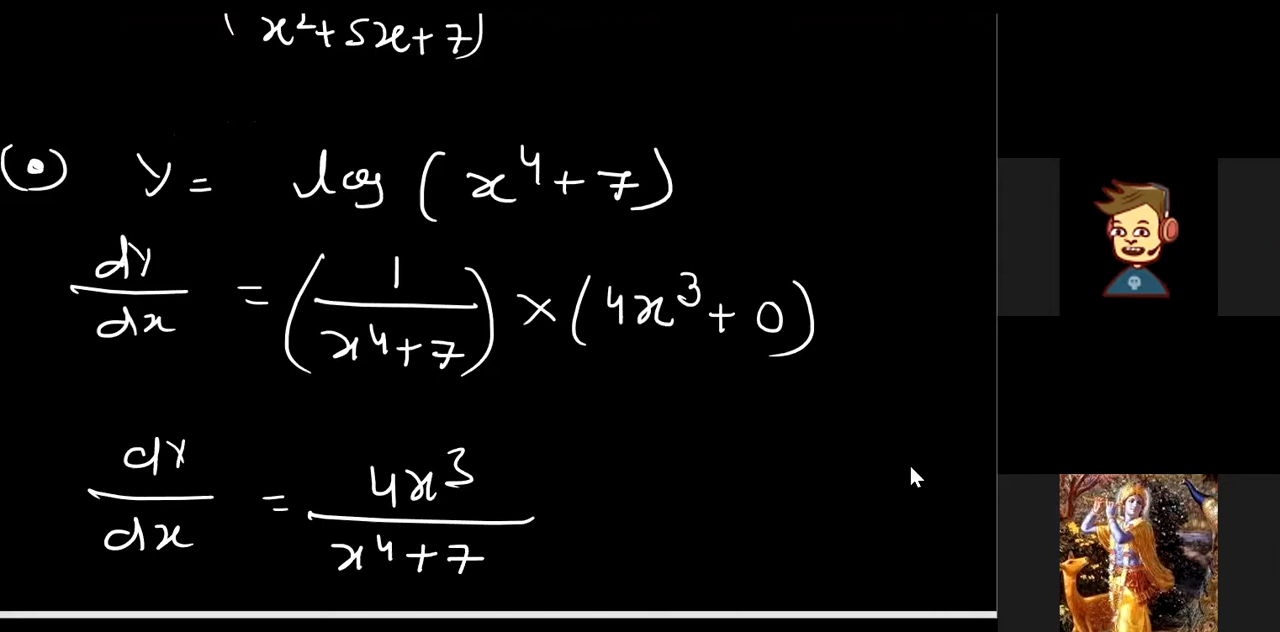 (x²+5x+7)
(•) y = log (x⁴+7)
dy/dx = (1/(x⁴+7)) × (4x³+0)
dy/dx = 4x³/(x⁴+7)